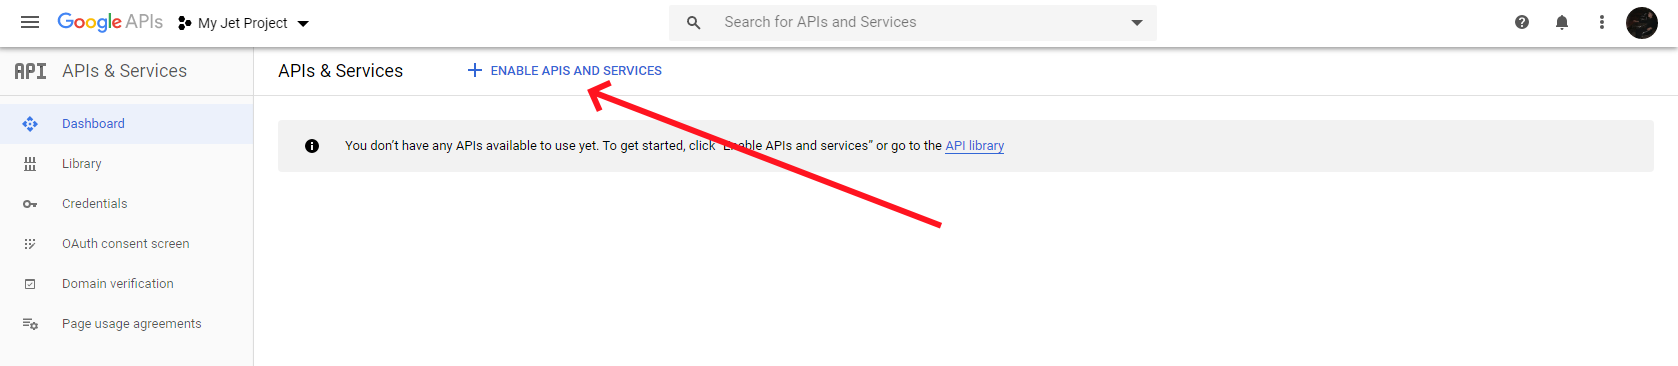 Google APIs My Jet Project Search for APIs and Services
API APIs & Services
APIs & Services + ENABLE APIS AND SERVICES
Dashboard
You don't have any APIs available to use yet. To get started, click "Enable APIs and services" or go to the API library
Library
Credentials
OAuth consent screen
Domain verification
Page usage agreements